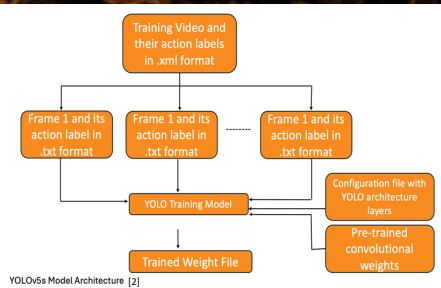 Training Video and
their action labels
in .xml format
Frame 1 and its
action label in
.txt format
Frame 1 and its
action label in
.txt format
Frame 1 and its
action label in
.txt format
Configuration file with
YOLO architecture
layers
YOLO Training Model
Pre-trained
convolutional
weights
Trained Weight File
YOLOv5s Model Architecture [2]